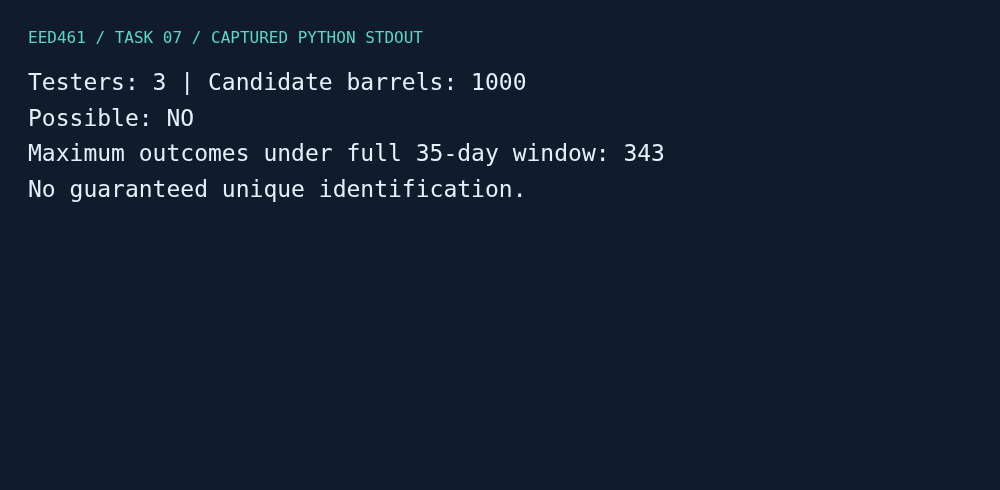 EED461 / TASK 07 / CAPTURED PYTHON STDOUT
Testers: 3 | Candidate barrels: 1000
Possible: NO
Maximum outcomes under full 35-day window: 343
No guaranteed unique identification.